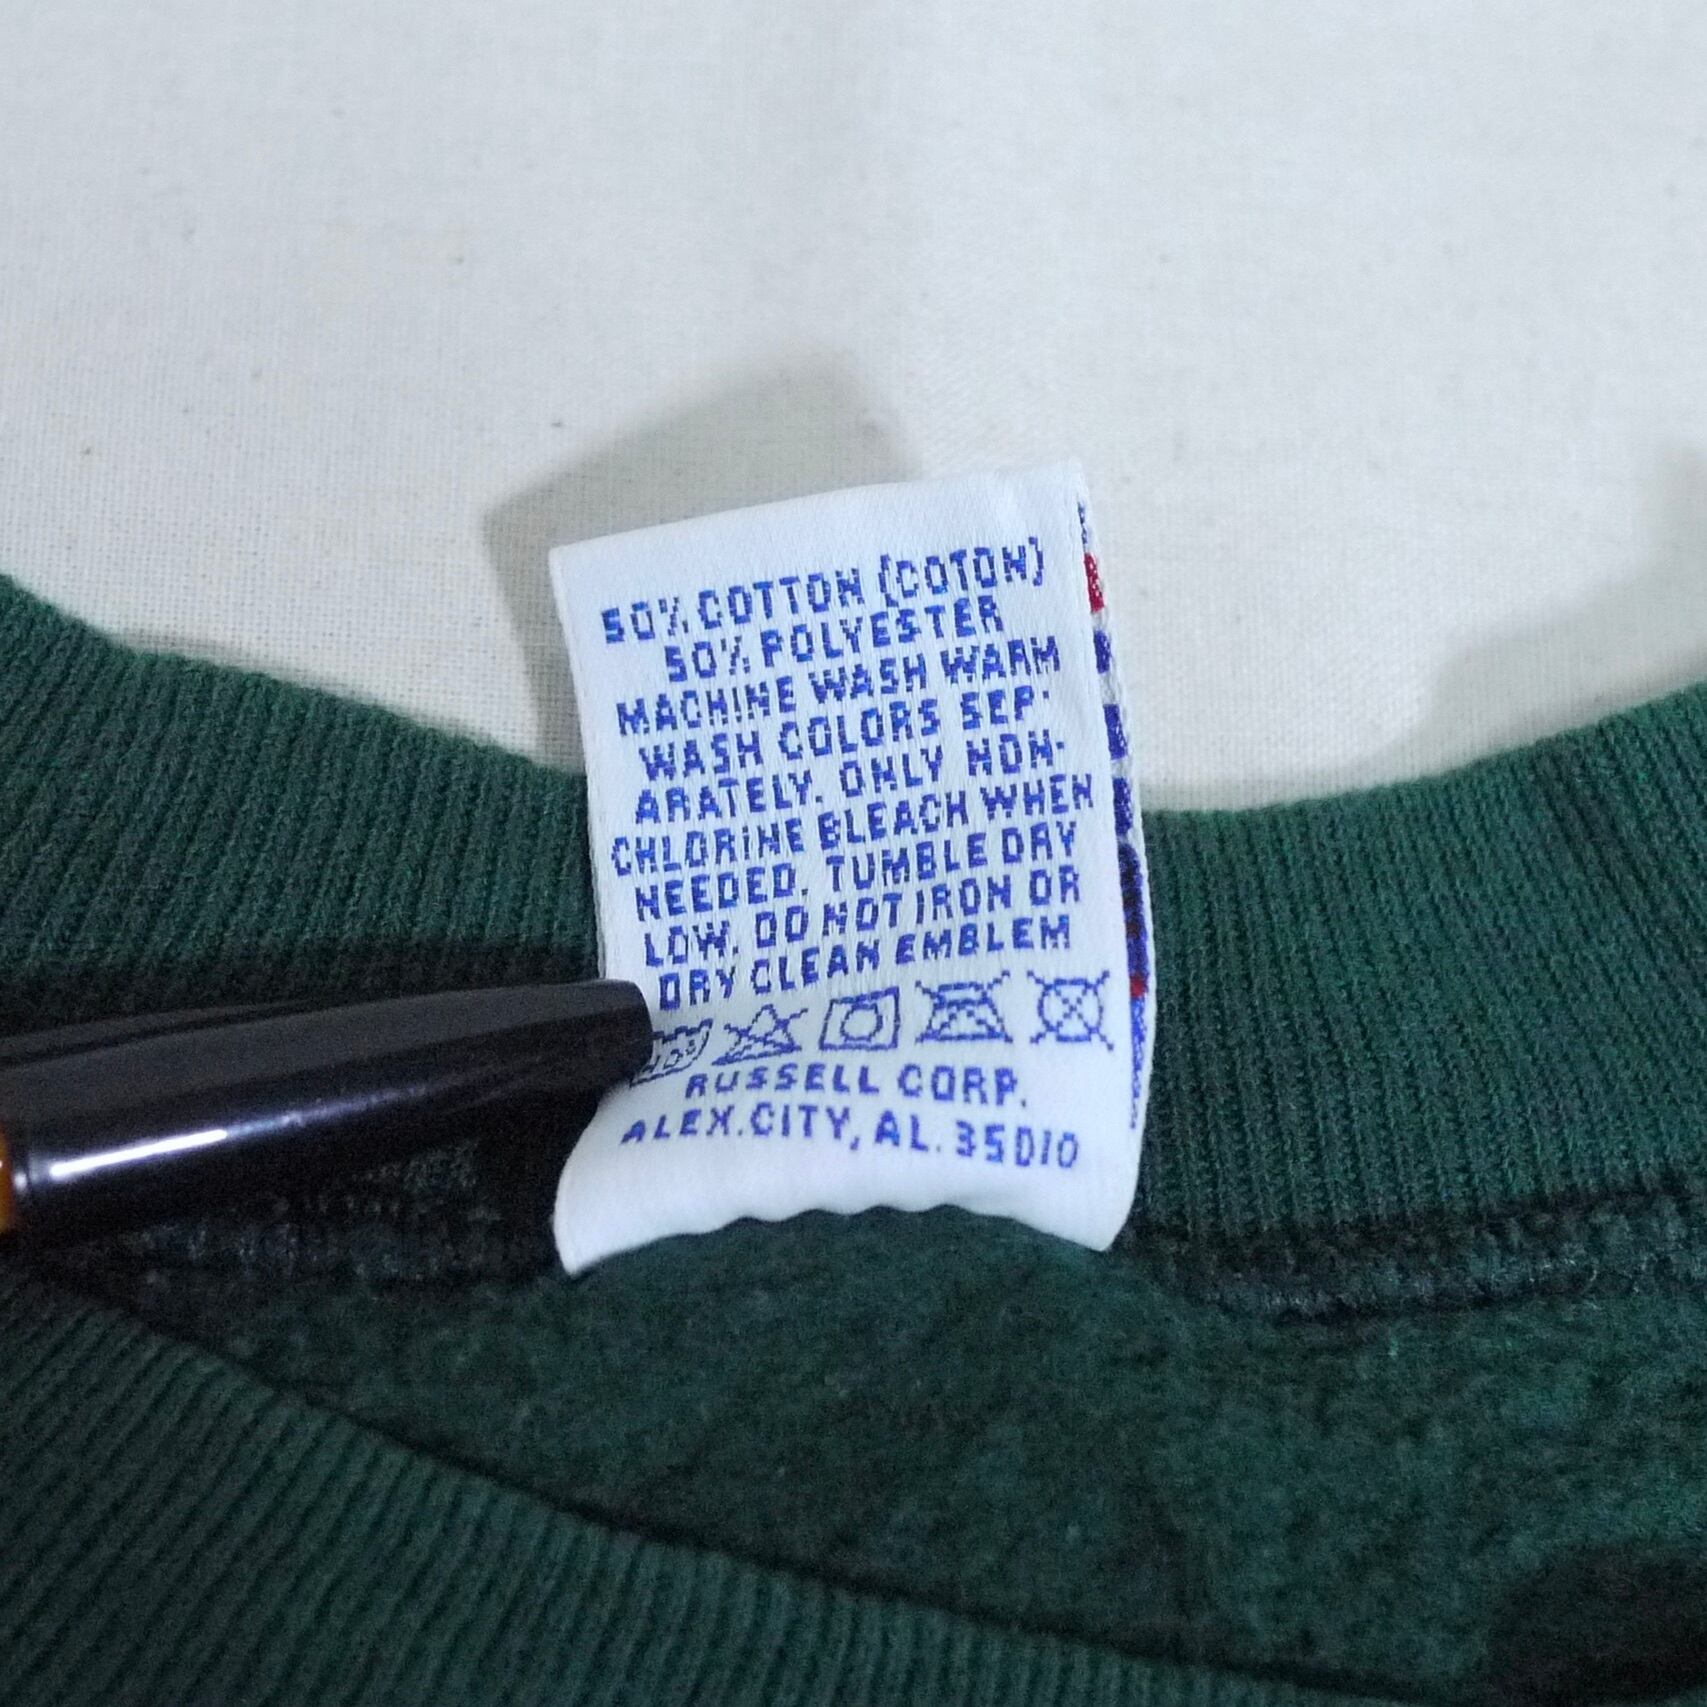 50% COTTON (COTON)
50% POLYESTER
MACHINE WASH WARM
WASH COLORS SEP-
ARATELY. ONLY NON-
CHLORINE BLEACH WHEN
NEEDED. TUMBLE DRY
LOW. DO NOT IRON OR
DRY CLEAN EMBLEM
RUSSELL CORP.
ALEX.CITY, AL. 35010